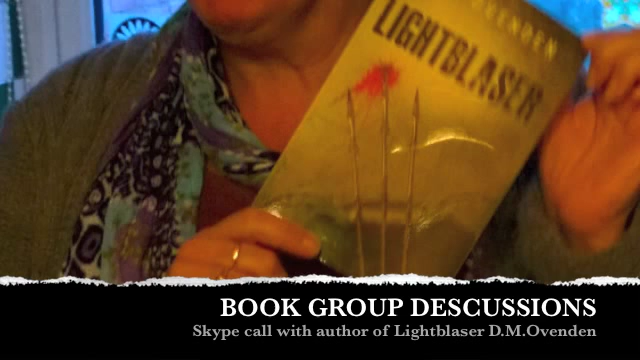 OVENDEN
LIGHTBLASER
BOOK GROUP DESCUSSIONS
Skype call with author of Lightblaser D.M.Ovenden